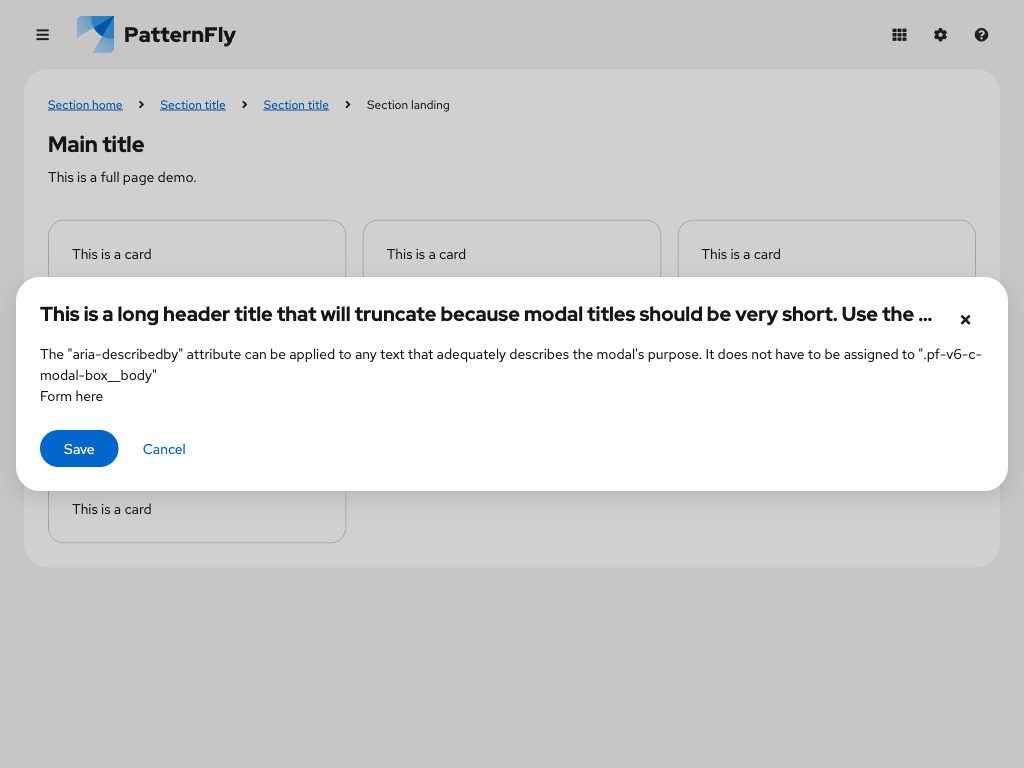 PatternFly
Section home
Section title
Section title
Section landing
Main title
This is a full page demo.
This is a card
This is a card
This is a card
This is a long header title that will truncate because modal titles should be very short. Use the ...
The "aria-describedby" attribute can be applied to any text that adequately describes the modal's purpose. It does not have to be assigned to ".pf-v6-c-
modal-box__body"
Form here
Save
Cancel
This is a card